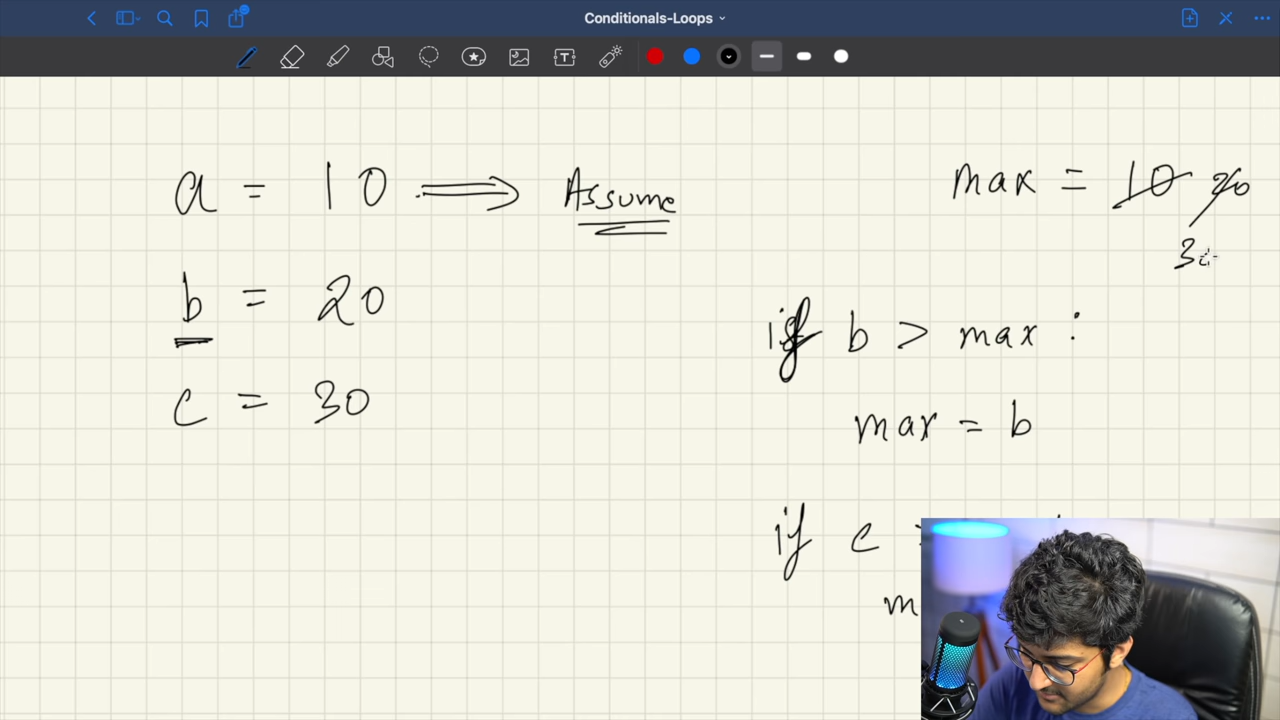 Conditionals-Loops
T
a = 10 ⟹ Assume
max = 10 20
30
b = 20
if b > max :
c = 30
max = b
if c >
m